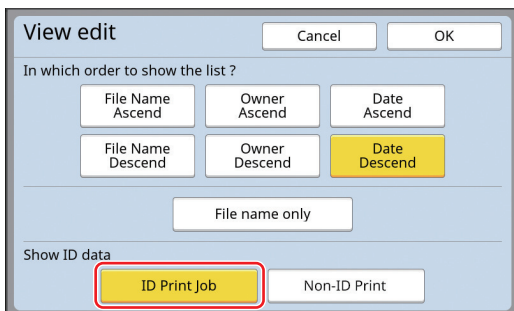 View edit
Cancel
OK
In which order to show the list ?
File Name
Ascend
Owner
Ascend
Date
Ascend
File Name
Descend
Owner
Descend
Date
Descend
File name only
Show ID data
ID Print Job
Non-ID Print